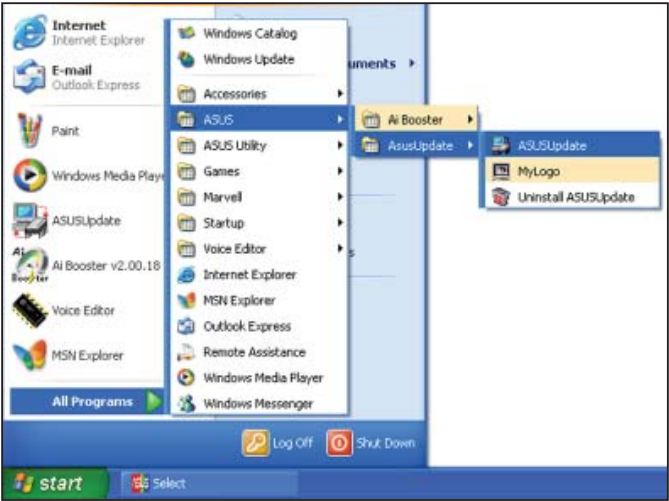 Internet
Internet Explorer
E-mail
Outlook Express
Paint
Windows Media Playe
ASUSUpdate
Ai Booster v2.00.18
Voice Editor
MSN Explorer
All Programs
Windows Catalog
Windows Update
Accessories
ASUS
ASUS Utility
Games
Marvell
Startup
Voice Editor
Internet Explorer
MSN Explorer
Outlook Express
Remote Assistance
Windows Media Player
Windows Messenger
uments
s
Ai Booster
AsusUpdate
ASUSUpdate
MyLogo
Uninstall ASUSUpdate
Log Off
Shut Down
start
Select